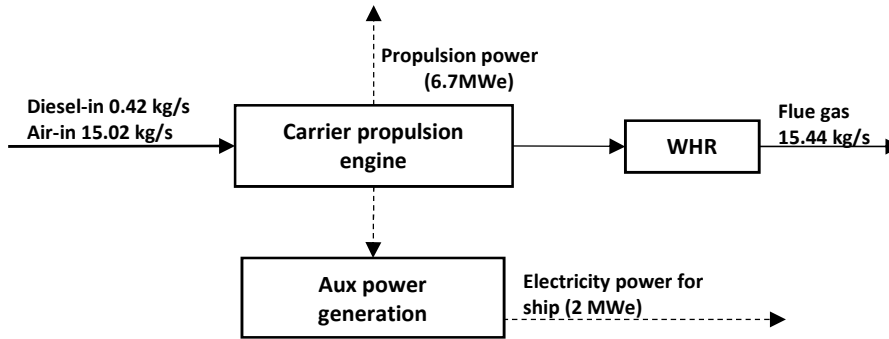 Propulsion power
(6.7MWe)
Diesel-in 0.42 kg/s
Air-in 15.02 kg/s
Carrier propulsion
engine
WHR
Flue gas
15.44 kg/s
Aux power
generation
Electricity power for
ship (2 MWe)